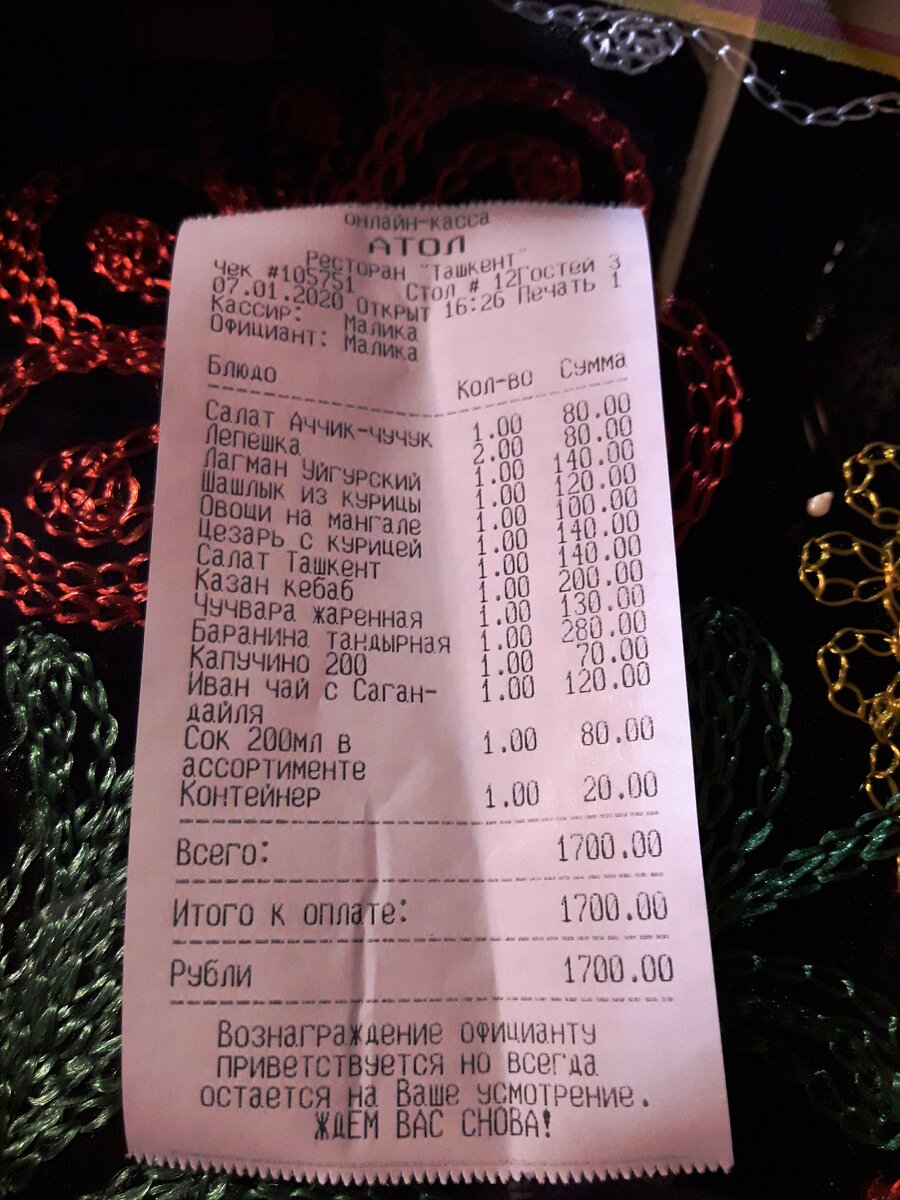 онлайн-касса
АТОЛ
Ресторан "Ташкент"
Чек #105751 Стол # 12 Гостей 3
07.01.2020 Открыт 16:26 Печать 1
Кассир: Малика
Официант: Малика
Блюдо Кол-во Сумма
Салат Аччик-чучук 1.00 80.00
Лепешка 2.00 80.00
Лагман Уйгурский 1.00 140.00
Шашлык из курицы 1.00 120.00
Овощи на мангале 1.00 100.00
Цезарь с курицей 1.00 140.00
Салат Ташкент 1.00 140.00
Казан кебаб 1.00 200.00
Чучвара жаренная 1.00 130.00
Баранина тандырная 1.00 280.00
Капучино 200 1.00 70.00
Иван чай с Саган- 1.00 120.00
дайля
Сок 200мл в 1.00 80.00
ассортименте
Контейнер 1.00 20.00
Всего: 1700.00
Итого к оплате: 1700.00
Рубли 1700.00
Вознаграждение официанту
приветствуется но всегда
остается на Ваше усмотрение.
ЖДЕМ ВАС СНОВА!